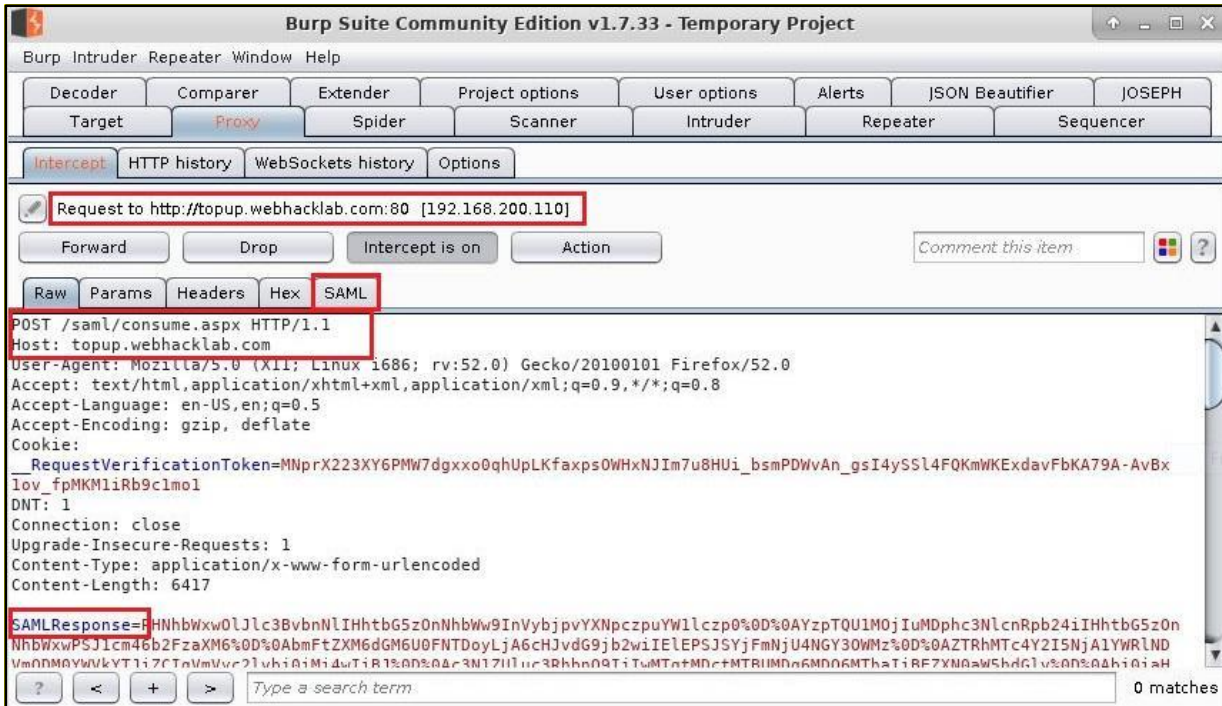 Burp Suite Community Edition v1.7.33 - Temporary Project
Burp Intruder Repeater Window Help
Decoder Comparer Extender Project options User options Alerts JSON Beautifier JOSEPH
Target Proxy Spider Scanner Intruder Repeater Sequencer
Intercept HTTP history WebSockets history Options
Request to http://topup.webhacklab.com:80 [192.168.200.110]
Forward Drop Intercept is on Action Comment this item ?
Raw Params Headers Hex SAML
POST /saml/consume.aspx HTTP/1.1
Host: topup.webhacklab.com
User-Agent: Mozilla/5.0 (X11; Linux i686; rv:52.0) Gecko/20100101 Firefox/52.0
Accept: text/html,application/xhtml+xml,application/xml;q=0.9,*/*;q=0.8
Accept-Language: en-US,en;q=0.5
Accept-Encoding: gzip, deflate
Cookie:
__RequestVerificationToken=MNprX223XY6PMW7dgxxo0qhUpLKfaxpsOWHxNJIm7u8HUi_bsmPDWvAn_gsI4ySSl4FQKmWKExdavFbKA79A-AvBx
1ov_fpMKM1iRb9c1mo1
DNT: 1
Connection: close
Upgrade-Insecure-Requests: 1
Content-Type: application/x-www-form-urlencoded
Content-Length: 6417
SAMLResponse=
? < + > Type a search term 0 matches